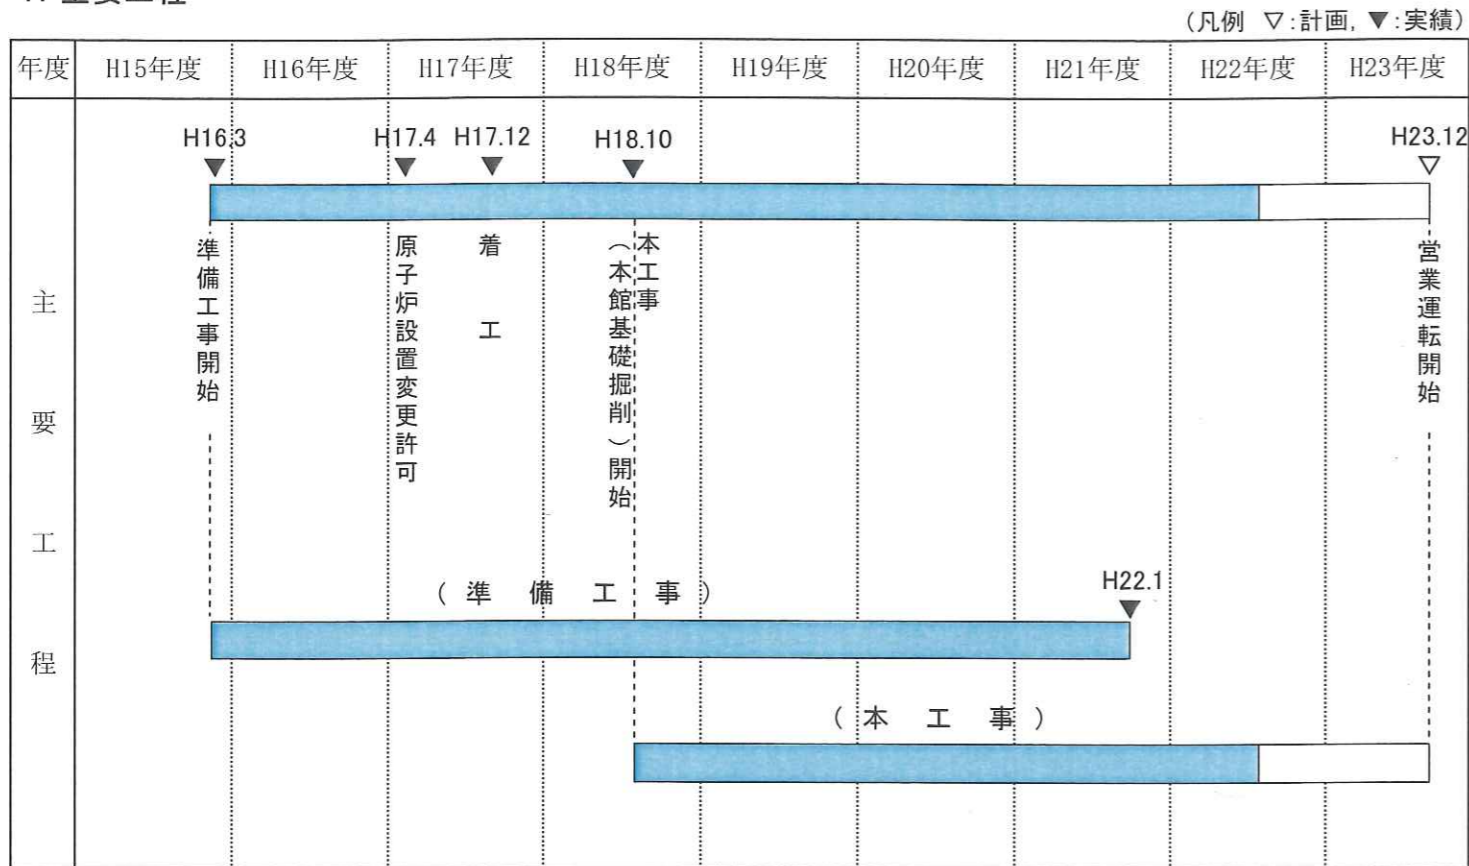 (凡例 ▽:計画, ▼:実績)
年度 H15年度 H16年度 H17年度 H18年度 H19年度 H20年度 H21年度 H22年度 H23年度
主要工程
H16.3 H17.4 H17.12 H18.10 H23.12
準備工事開始
原子炉設置変更許可
着工
本工事
(本館基礎掘削)開始
営業運転開始
(準備工事)
H22.1
(本工事)